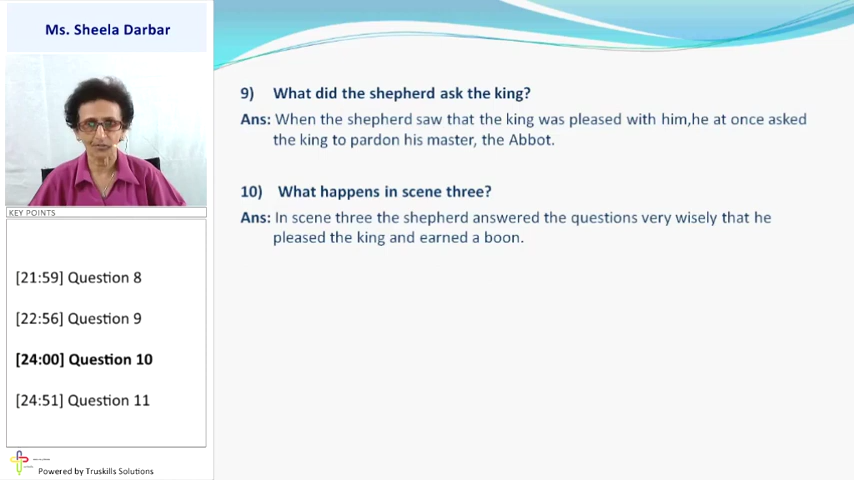 Ms. Sheela Darbar
KEY POINTS
[21:59] Question 8
[22:56] Question 9
[24:00] Question 10
[24:51] Question 11
Powered by Truskills Solutions
9) What did the shepherd ask the king?
Ans: When the shepherd saw that the king was pleased with him,he at once asked
the king to pardon his master, the Abbot.
10) What happens in scene three?
Ans: In scene three the shepherd answered the questions very wisely that he
pleased the king and earned a boon.